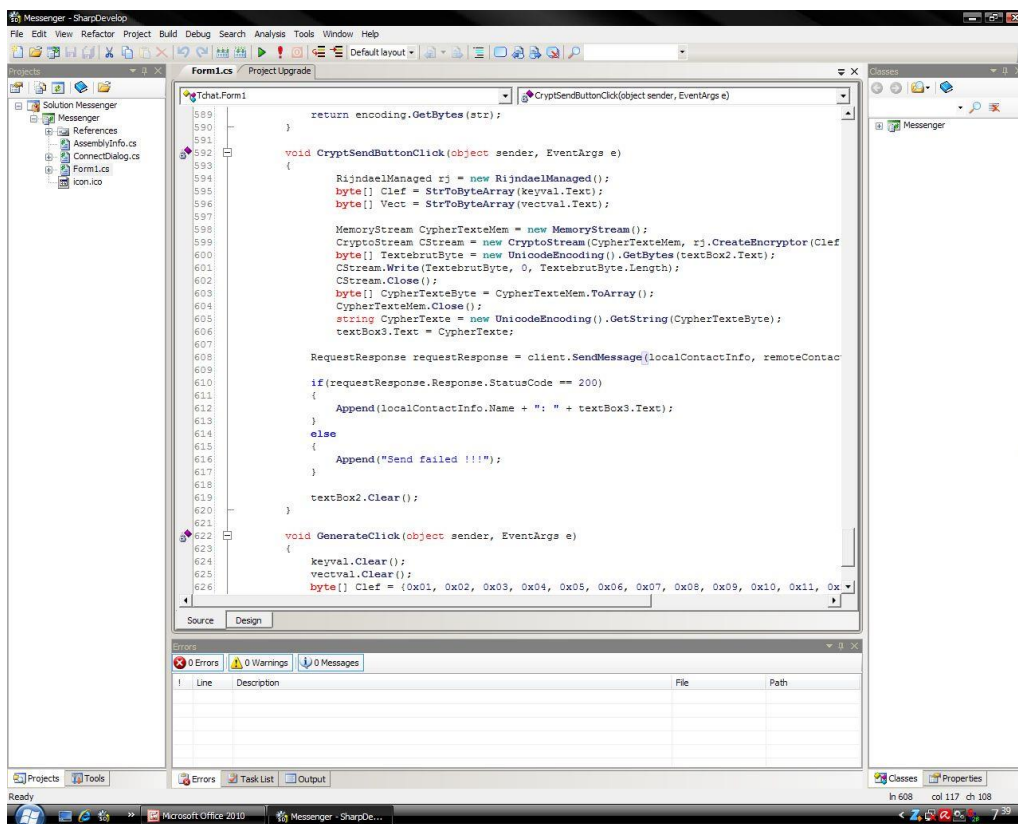 Messenger - SharpDevelop
File Edit View Refactor Project Build Debug Search Analysis Tools Window Help
Default layout
Projects
Solution Messenger
Messenger
References
AssemblyInfo.cs
ConnectDialog.cs
Form1.cs
icon.ico
Form1.cs Project Upgrade
Tchat.Form1 CryptSendButtonClick(object sender, EventArgs e)
589 return encoding.GetBytes(str);
590 }
591
592 void CryptSendButtonClick(object sender, EventArgs e)
593 {
594 RijndaelManaged rj = new RijndaelManaged();
595 byte[] Clef = StrToByteArray(keyval.Text);
596 byte[] Vect = StrToByteArray(vectval.Text);
597
598 MemoryStream CypherTexteMem = new MemoryStream();
599 CryptoStream CStream = new CryptoStream(CypherTexteMem, rj.CreateEncryptor(Clef
600 byte[] TextebrutByte = new UnicodeEncoding().GetBytes(textBox2.Text);
601 CStream.Write(TextebrutByte, 0, TextebrutByte.Length);
602 CStream.Close();
603 byte[] CypherTexteByte = CypherTexteMem.ToArray();
604 CypherTexteMem.Close();
605 string CypherTexte = new UnicodeEncoding().GetString(CypherTexteByte);
606 textBox3.Text = CypherTexte;
607
608 RequestResponse requestResponse = client.SendMessage(localContactInfo, remoteContac
609
610 if(requestResponse.Response.StatusCode == 200)
611 {
612 Append(localContactInfo.Name + ": " + textBox3.Text);
613 }
614 else
615 {
616 Append("Send failed !!!");
617 }
618
619 textBox2.Clear();
620 }
621
622 void GenerateClick(object sender, EventArgs e)
623 {
624 keyval.Clear();
625 vectval.Clear();
626 byte[] Clef = {0x01, 0x02, 0x03, 0x04, 0x05, 0x06, 0x07, 0x08, 0x09, 0x10, 0x11, 0x
Source Design
Classes
Messenger
Errors
0 Errors 0 Warnings 0 Messages
! Line Description File Path
Projects Tools
Errors Task List Output
Classes Properties
Ready
ln 608 col 117 ch 108
» Microsoft Office 2010 Messenger - SharpDe...
7 39